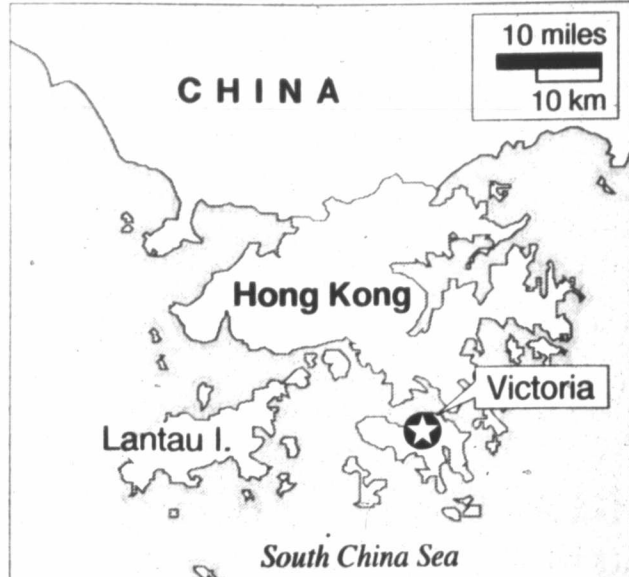 10 miles
10 km
CHINA
Hong Kong
Victoria
Lantau I.
South China Sea